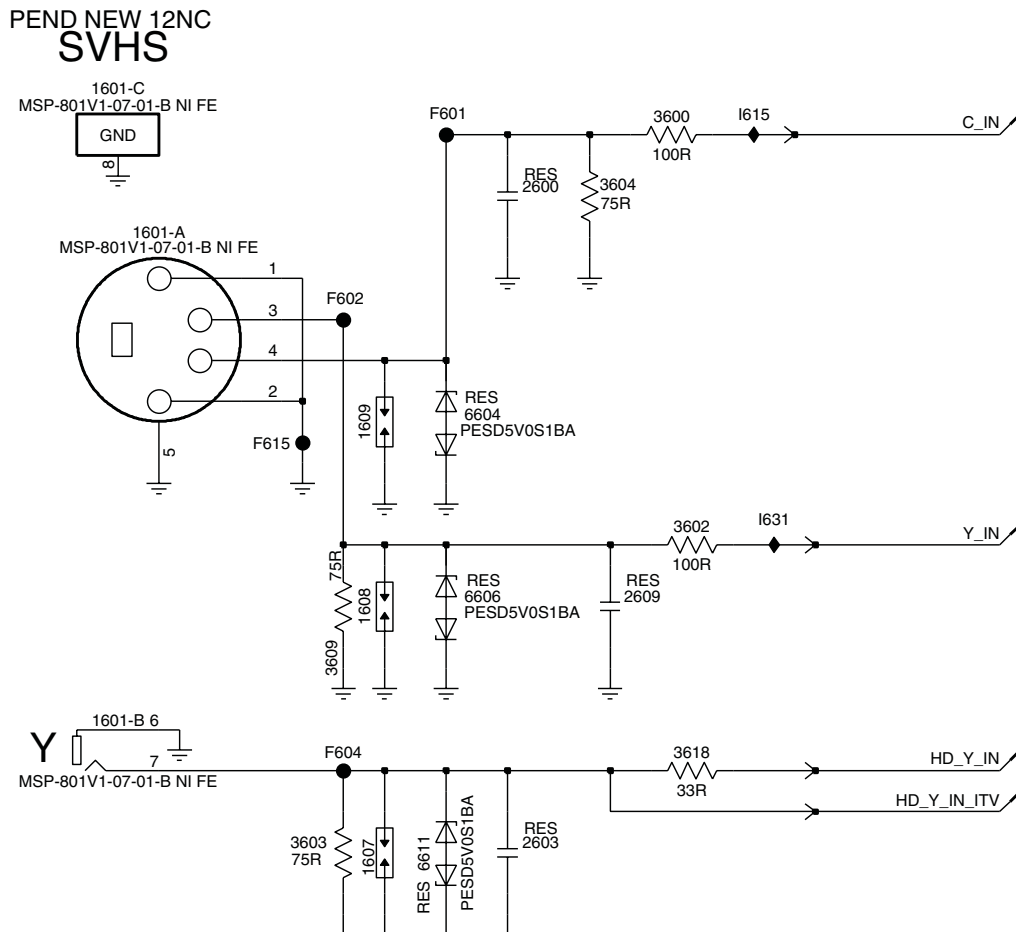 PEND NEW 12NC
SVHS
1601-C
MSP-801V1-07-01-B NI FE
GND
8
F601
3600
100R
I615
C_IN
RES
2600
3604
75R
1601-A
MSP-801V1-07-01-B NI FE
1
3
4
2
5
F602
F615
1609
RES
6604
PESD5V0S1BA
3602
100R
I631
Y_IN
75R
3609
1608
RES
6606
PESD5V0S1BA
RES
2609
Y
1601-B 6
7
MSP-801V1-07-01-B NI FE
F604
3618
33R
HD_Y_IN
HD_Y_IN_ITV
3603
75R
1607
RES 6611
PESD5V0S1BA
RES
2603